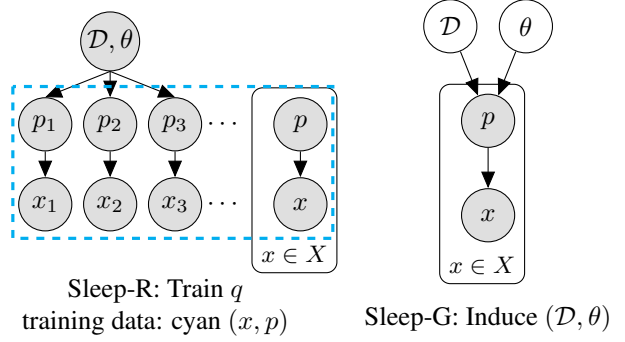 𝒟, θ
p₁ p₂ p₃ ⋯ p
x₁ x₂ x₃ ⋯ x
x ∈ X
Sleep-R: Train q
training data: cyan (x, p)
𝒟 θ
p
x
x ∈ X
Sleep-G: Induce (𝒟, θ)